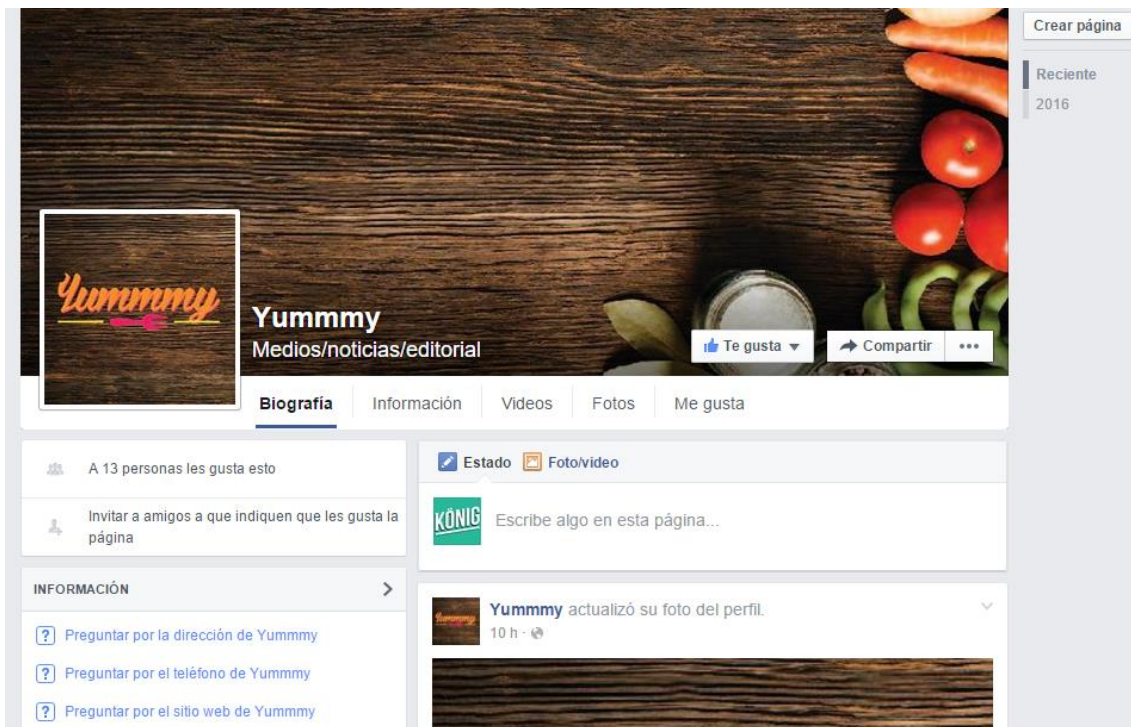 Crear página
Reciente
2016
Yummmy
Yummmy
Medios/noticias/editorial
Te gusta
Compartir
Biografía
Información
Videos
Fotos
Me gusta
A 13 personas les gusta esto
Invitar a amigos a que indiquen que les gusta la
página
INFORMACIÓN
? Preguntar por la dirección de Yummmy
? Preguntar por el teléfono de Yummmy
? Preguntar por el sitio web de Yummmy
Estado
Foto/video
KÖNIG
Escribe algo en esta página...
Yummmy
Yummmy actualizó su foto del perfil.
10 h ·